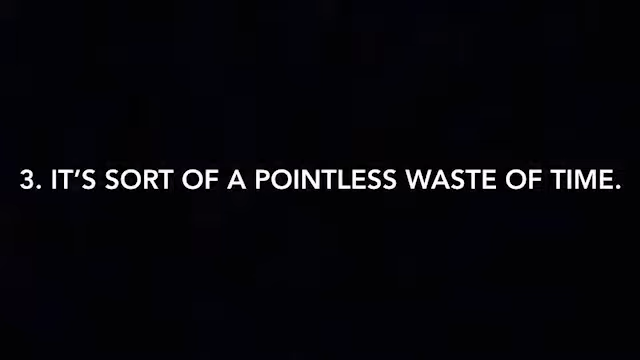 3. IT’S SORT OF A POINTLESS WASTE OF TIME.